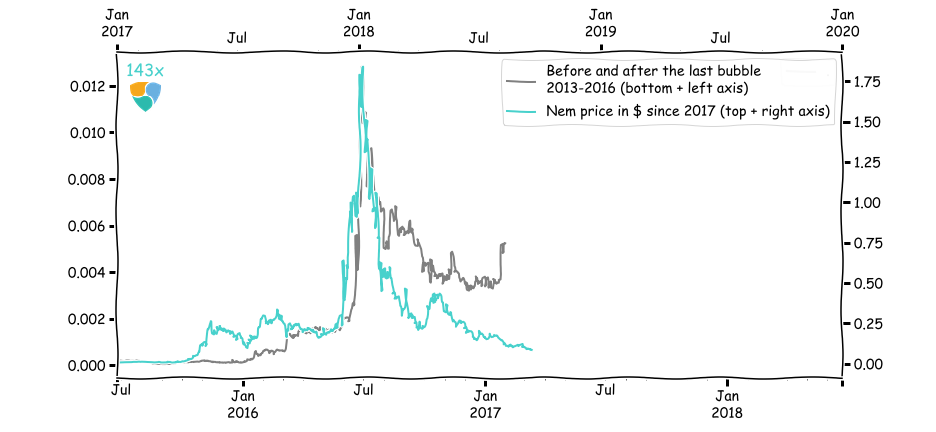 Jan
2017
Jul
Jan
2018
Jul
Jan
2019
Jul
Jan
2020
143x
Before and after the last bubble
2013-2016 (bottom + left axis)
Nem price in $ since 2017 (top + right axis)
0.012
0.010
0.008
0.006
0.004
0.002
0.000
1.75
1.50
1.25
1.00
0.75
0.50
0.25
0.00
Jul
Jan
2016
Jul
Jan
2017
Jul
Jan
2018